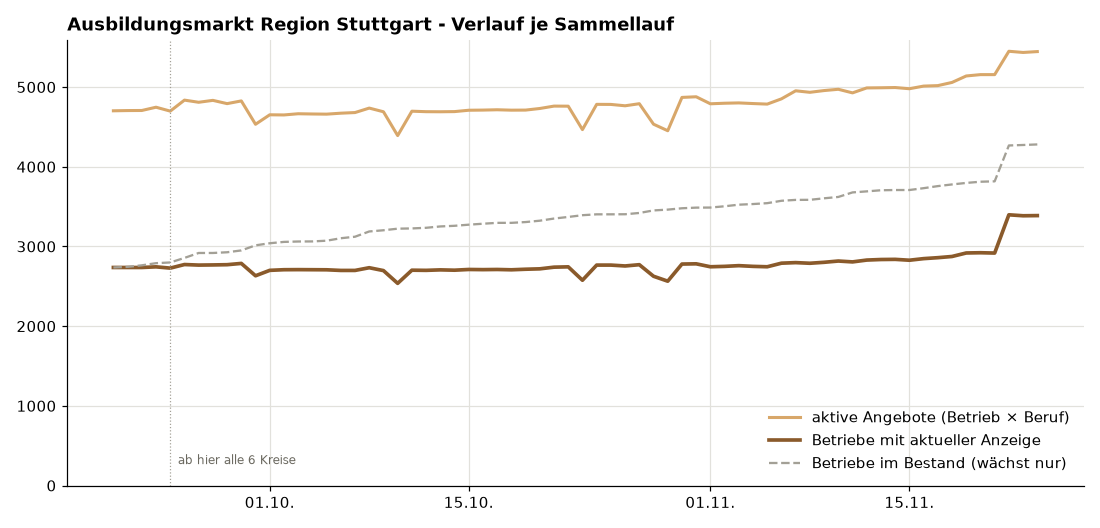 Ausbildungsmarkt Region Stuttgart - Verlauf je Sammellauf
5000
4000
3000
2000
1000
0
ab hier alle 6 Kreise
aktive Angebote (Betrieb × Beruf)
Betriebe mit aktueller Anzeige
Betriebe im Bestand (wächst nur)
01.10.
15.10.
01.11.
15.11.